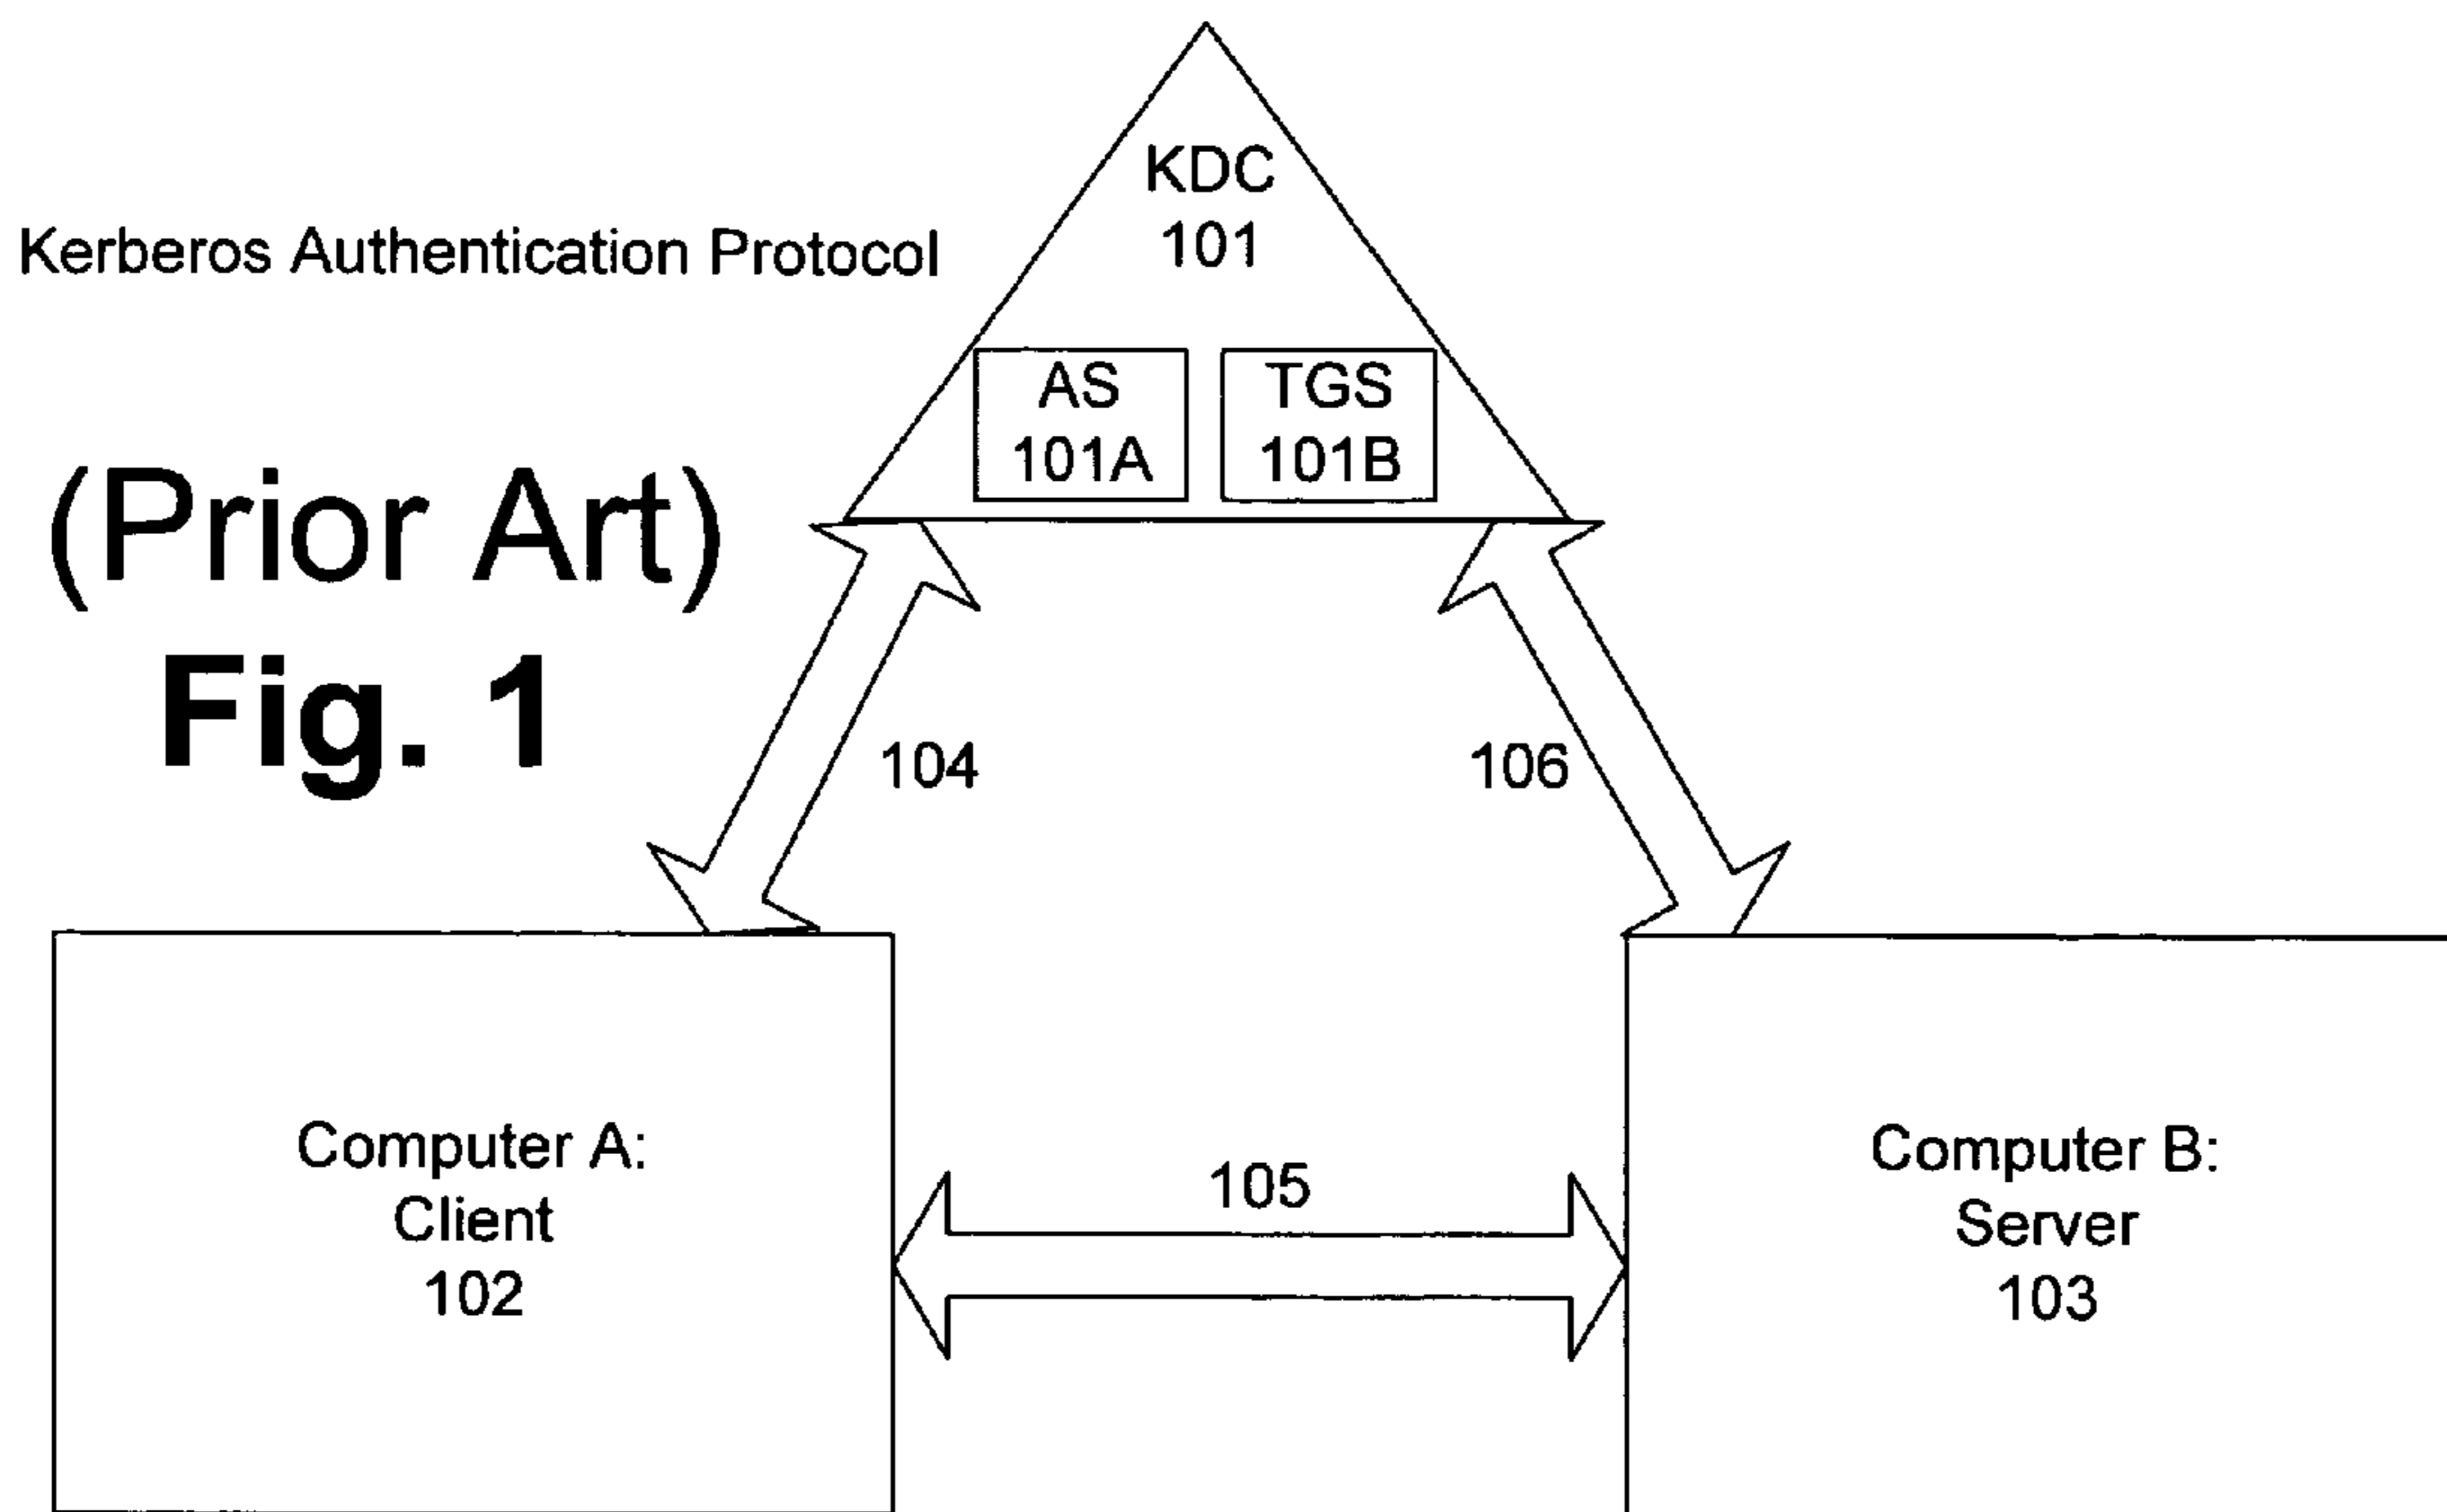 KDC
101
Kerberos Authentication Protocol
AS
101A
TGS
101B
(Prior Art)
Fig. 1
104
106
Computer A:
Client
102
105
Computer B:
Server
103